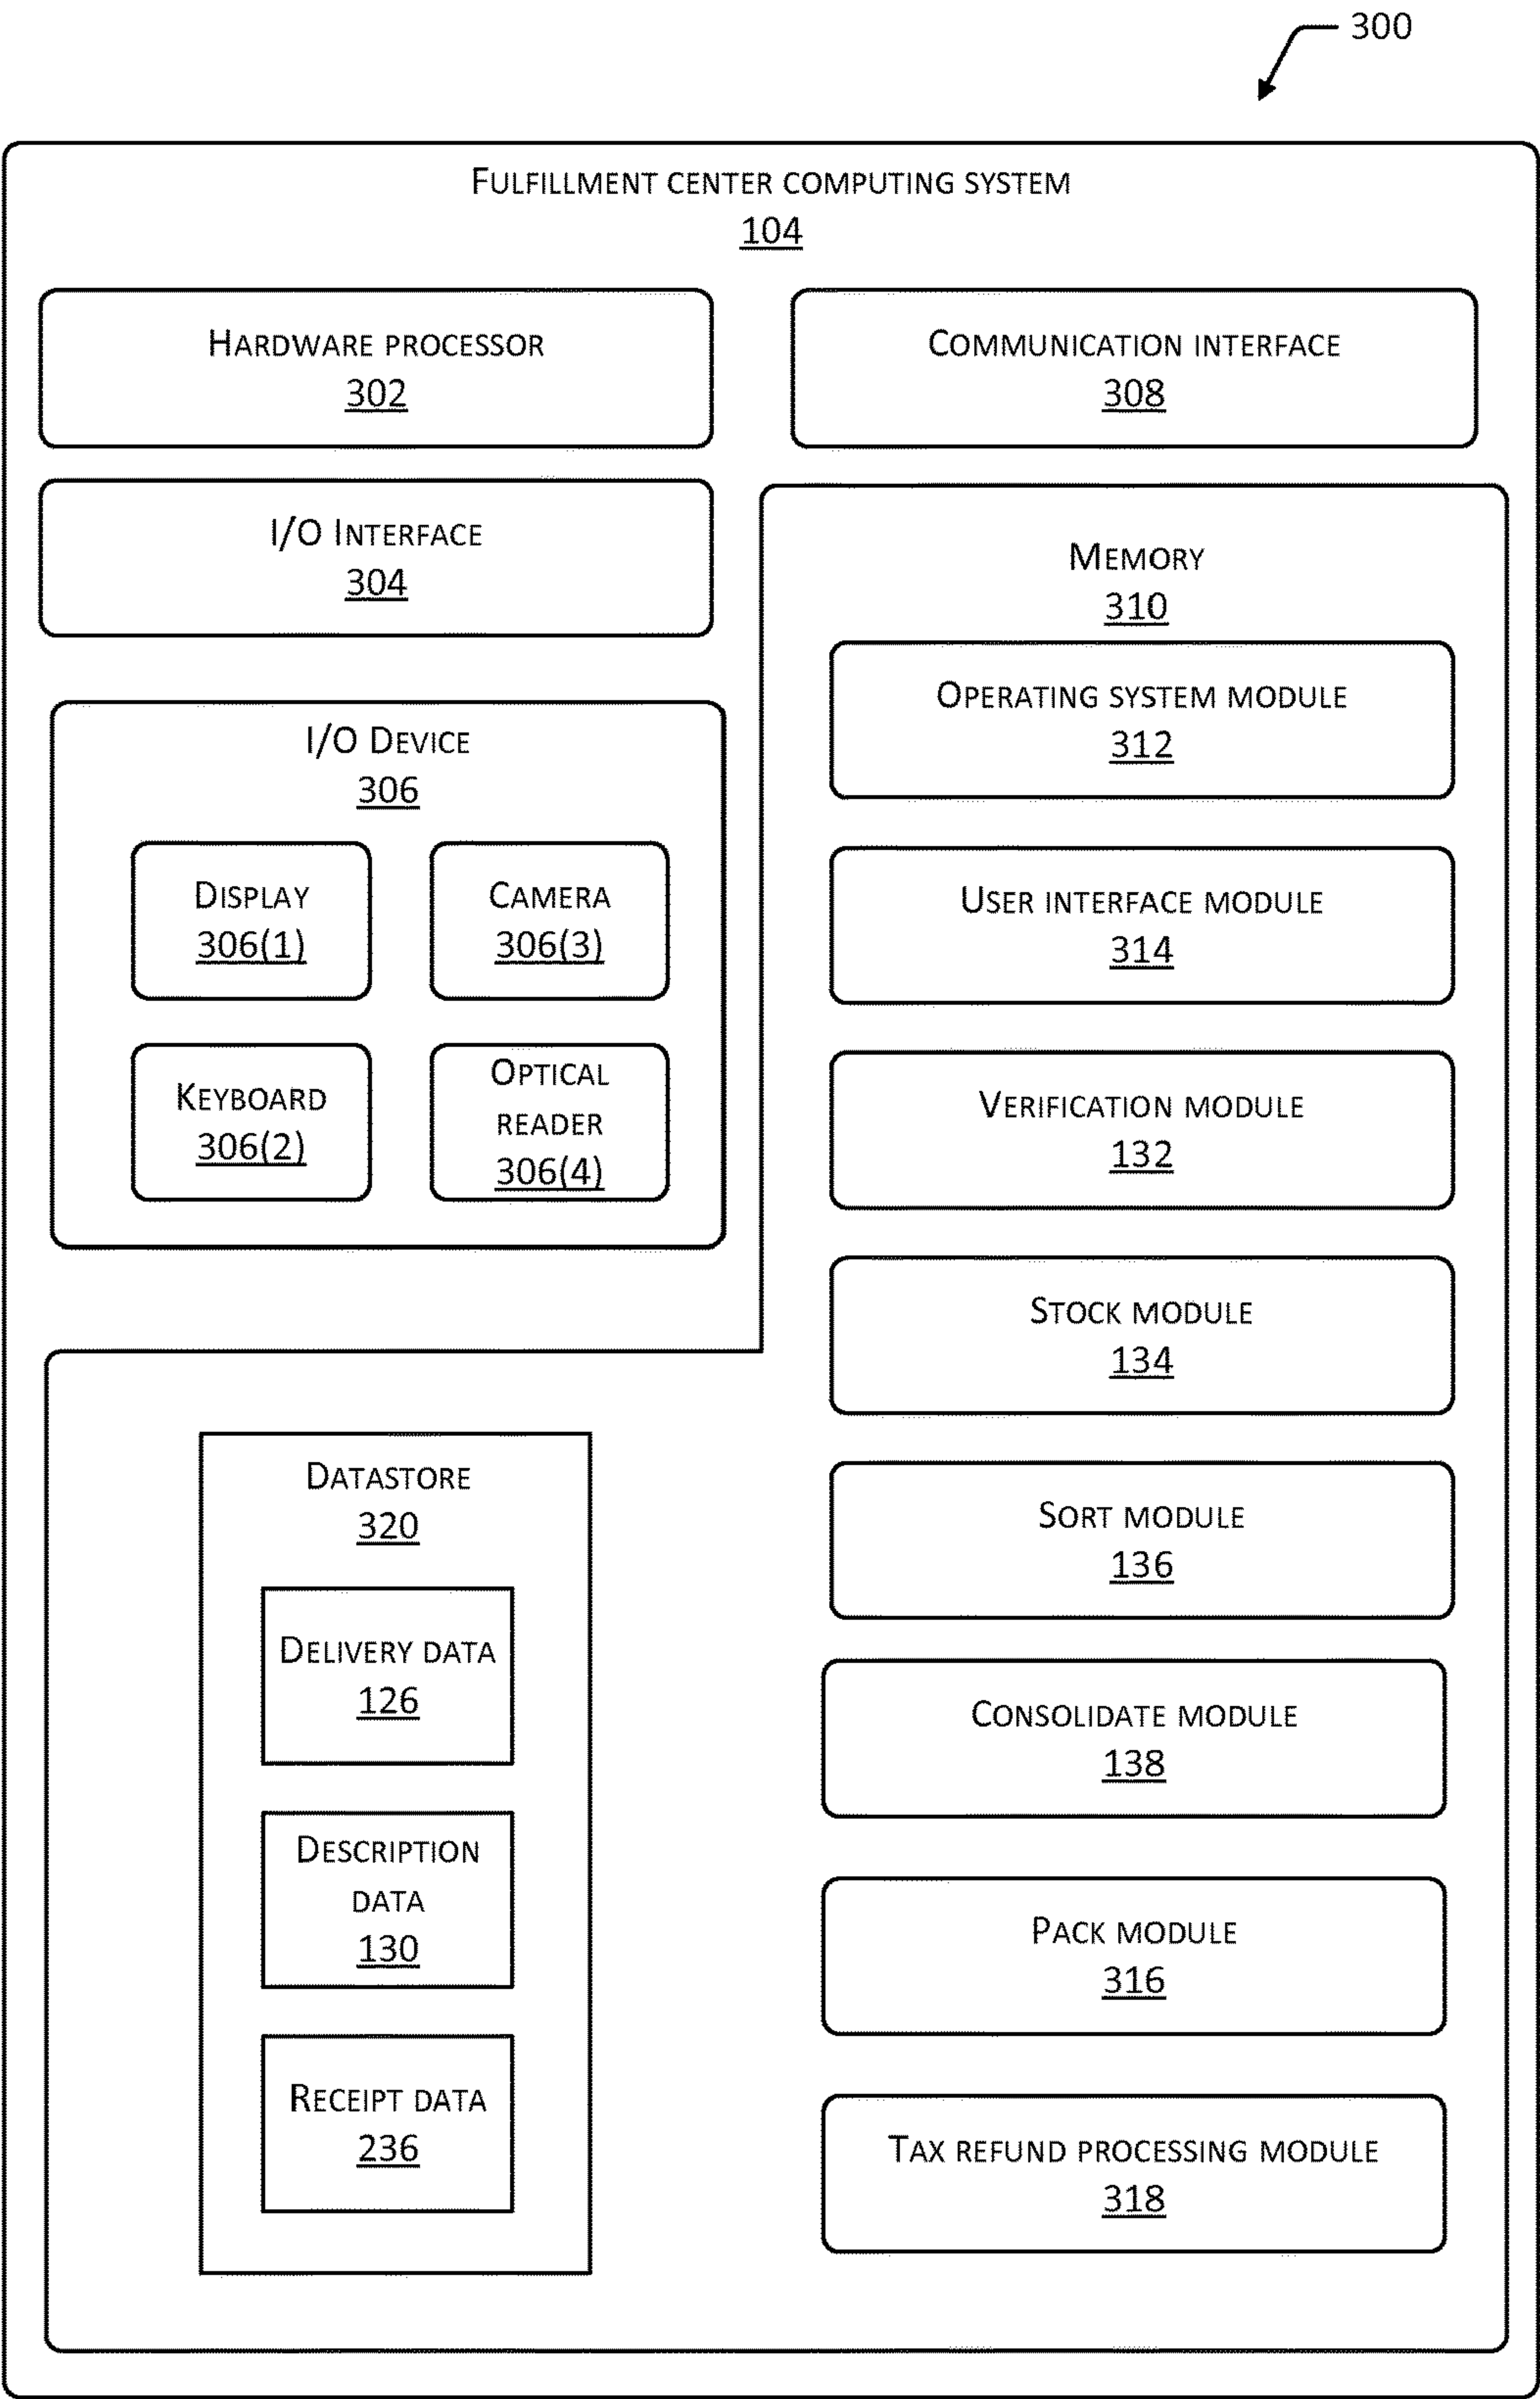 300
FULFILLMENT CENTER COMPUTING SYSTEM
104
HARDWARE PROCESSOR
302
COMMUNICATION INTERFACE
308
I/O INTERFACE
304
I/O DEVICE
306
DISPLAY
306(1)
CAMERA
306(3)
KEYBOARD
306(2)
OPTICAL
READER
306(4)
MEMORY
310
OPERATING SYSTEM MODULE
312
USER INTERFACE MODULE
314
VERIFICATION MODULE
132
STOCK MODULE
134
SORT MODULE
136
CONSOLIDATE MODULE
138
PACK MODULE
316
TAX REFUND PROCESSING MODULE
318
DATASTORE
320
DELIVERY DATA
126
DESCRIPTION
DATA
130
RECEIPT DATA
236